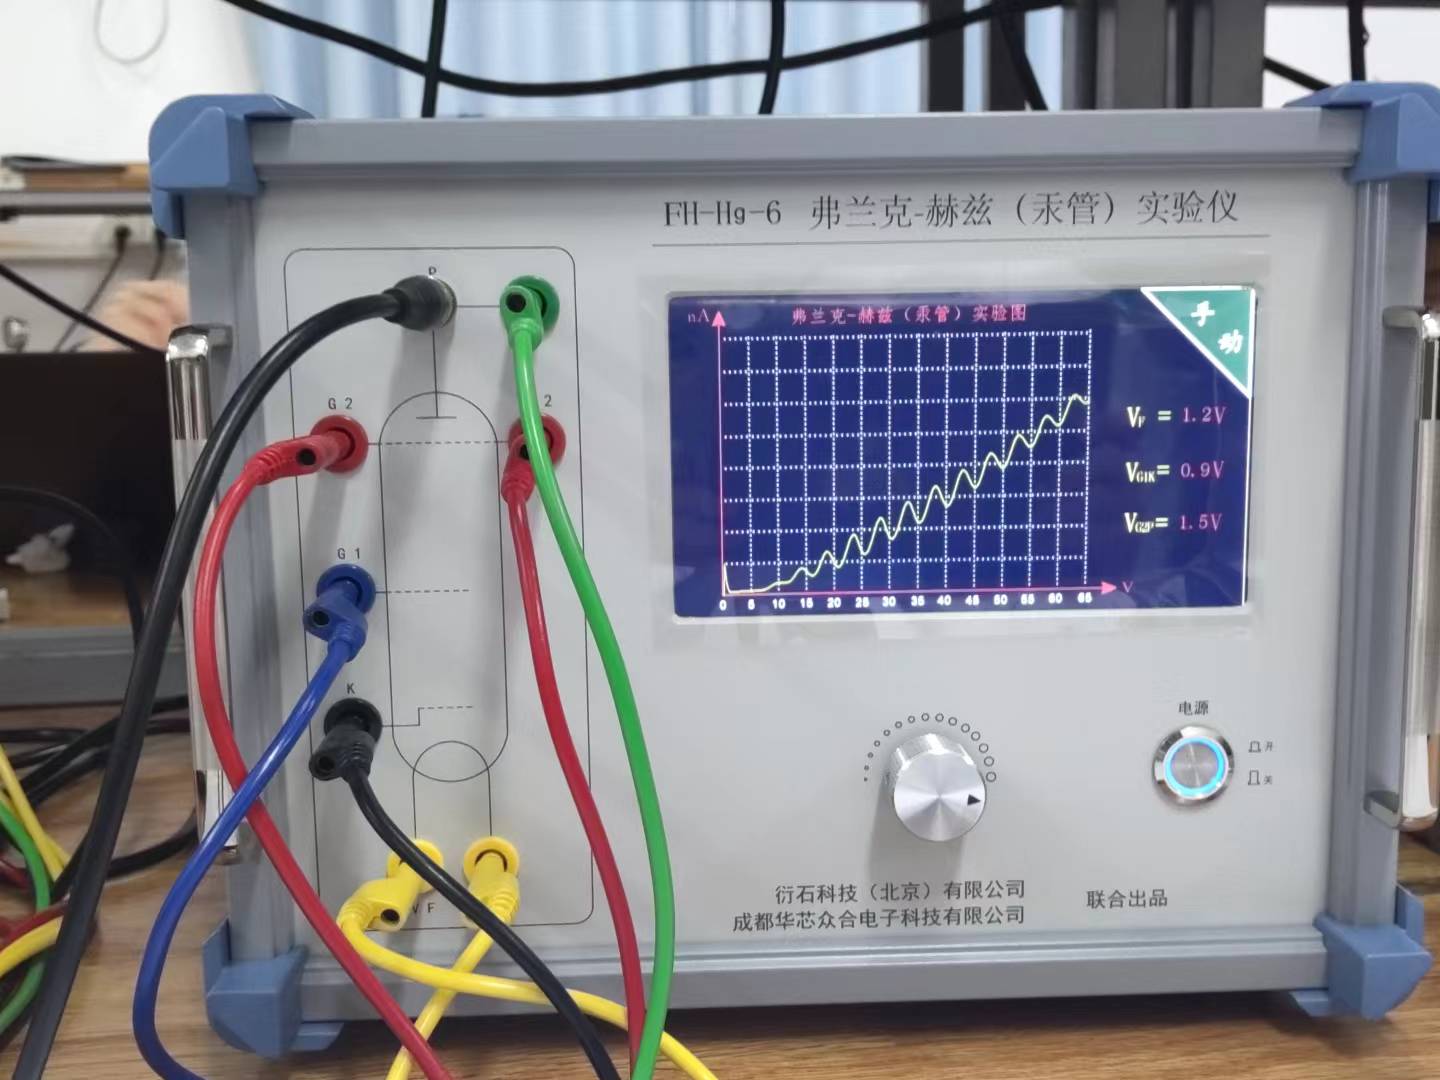 FH-Hg-6 弗兰克-赫兹（汞管）实验仪
P
G2
2
G1
K
VF
nA
弗兰克-赫兹（汞管）实验图
手动
V_F = 1.2V
V_G1K= 0.9V
V_G2P= 1.5V
0 5 10 15 20 25 30 35 40 45 50 55 60 65
V
电源
开
关
衍石科技（北京）有限公司
成都华芯众合电子科技有限公司
联合出品